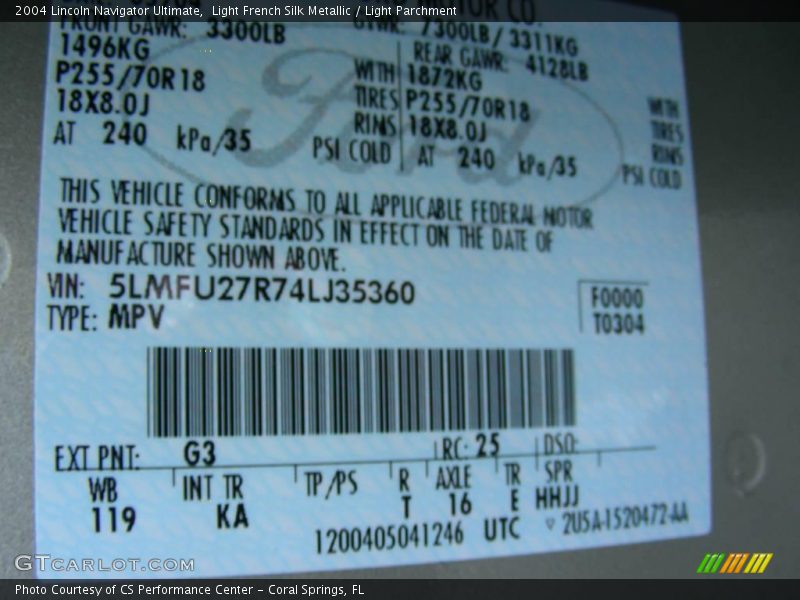 2004 Lincoln Navigator Ultimate, Light French Silk Metallic / Light Parchment
OR CO.
FRONT GAWR: 3300LB GVWR: 7300LB / 3311KG
1496KG REAR GAWR: 4128LB
P255/70R18 WITH 1872KG WITH
18X8.0J TIRES P255/70R18 TIRES
RIMS 18X8.0J RIMS
AT 240 kPa/35 PSI COLD AT 240 kPa/35 PSI COLD
Ford
THIS VEHICLE CONFORMS TO ALL APPLICABLE FEDERAL MOTOR
VEHICLE SAFETY STANDARDS IN EFFECT ON THE DATE OF
MANUFACTURE SHOWN ABOVE.
VIN: 5LMFU27R74LJ35360 F0000
TYPE: MPV T0304
EXT PNT: G3 RC: 25 DSO:
WB INT TR TP/PS R AXLE TR SPR
119 KA T 16 E HHJJ
1200405041246 UTC 2U5A-1520472-AA
GTCARLOT.COM
Photo Courtesy of CS Performance Center - Coral Springs, FL